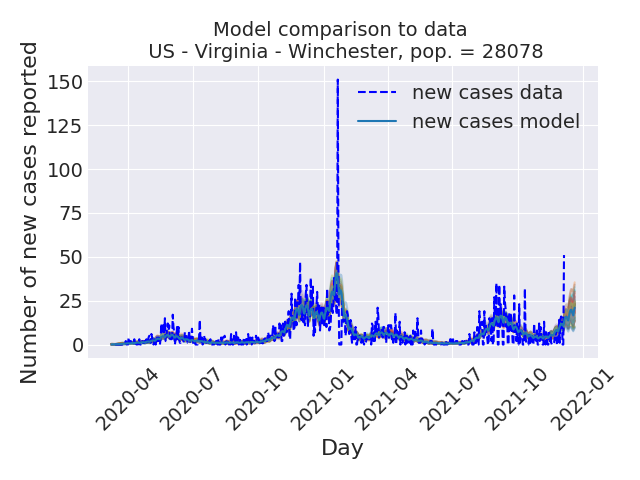 Model comparison to data
US - Virginia - Winchester, pop. = 28078
Number of new cases reported
150
125
100
75
50
25
0
new cases data
new cases model
2020-04
2020-07
2020-10
2021-01
2021-04
2021-07
2021-10
2022-01
Day